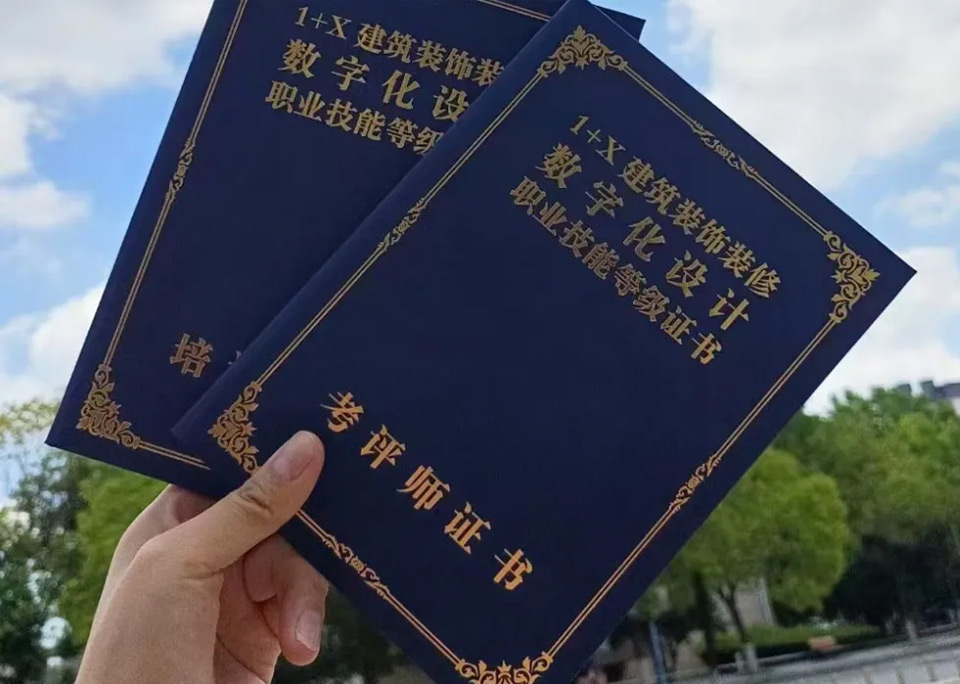 1+X 建筑装饰装
数字化设
职业技能等级
培
1+X 建筑装饰装修
数字化设计
职业技能等级证书
考评师证书